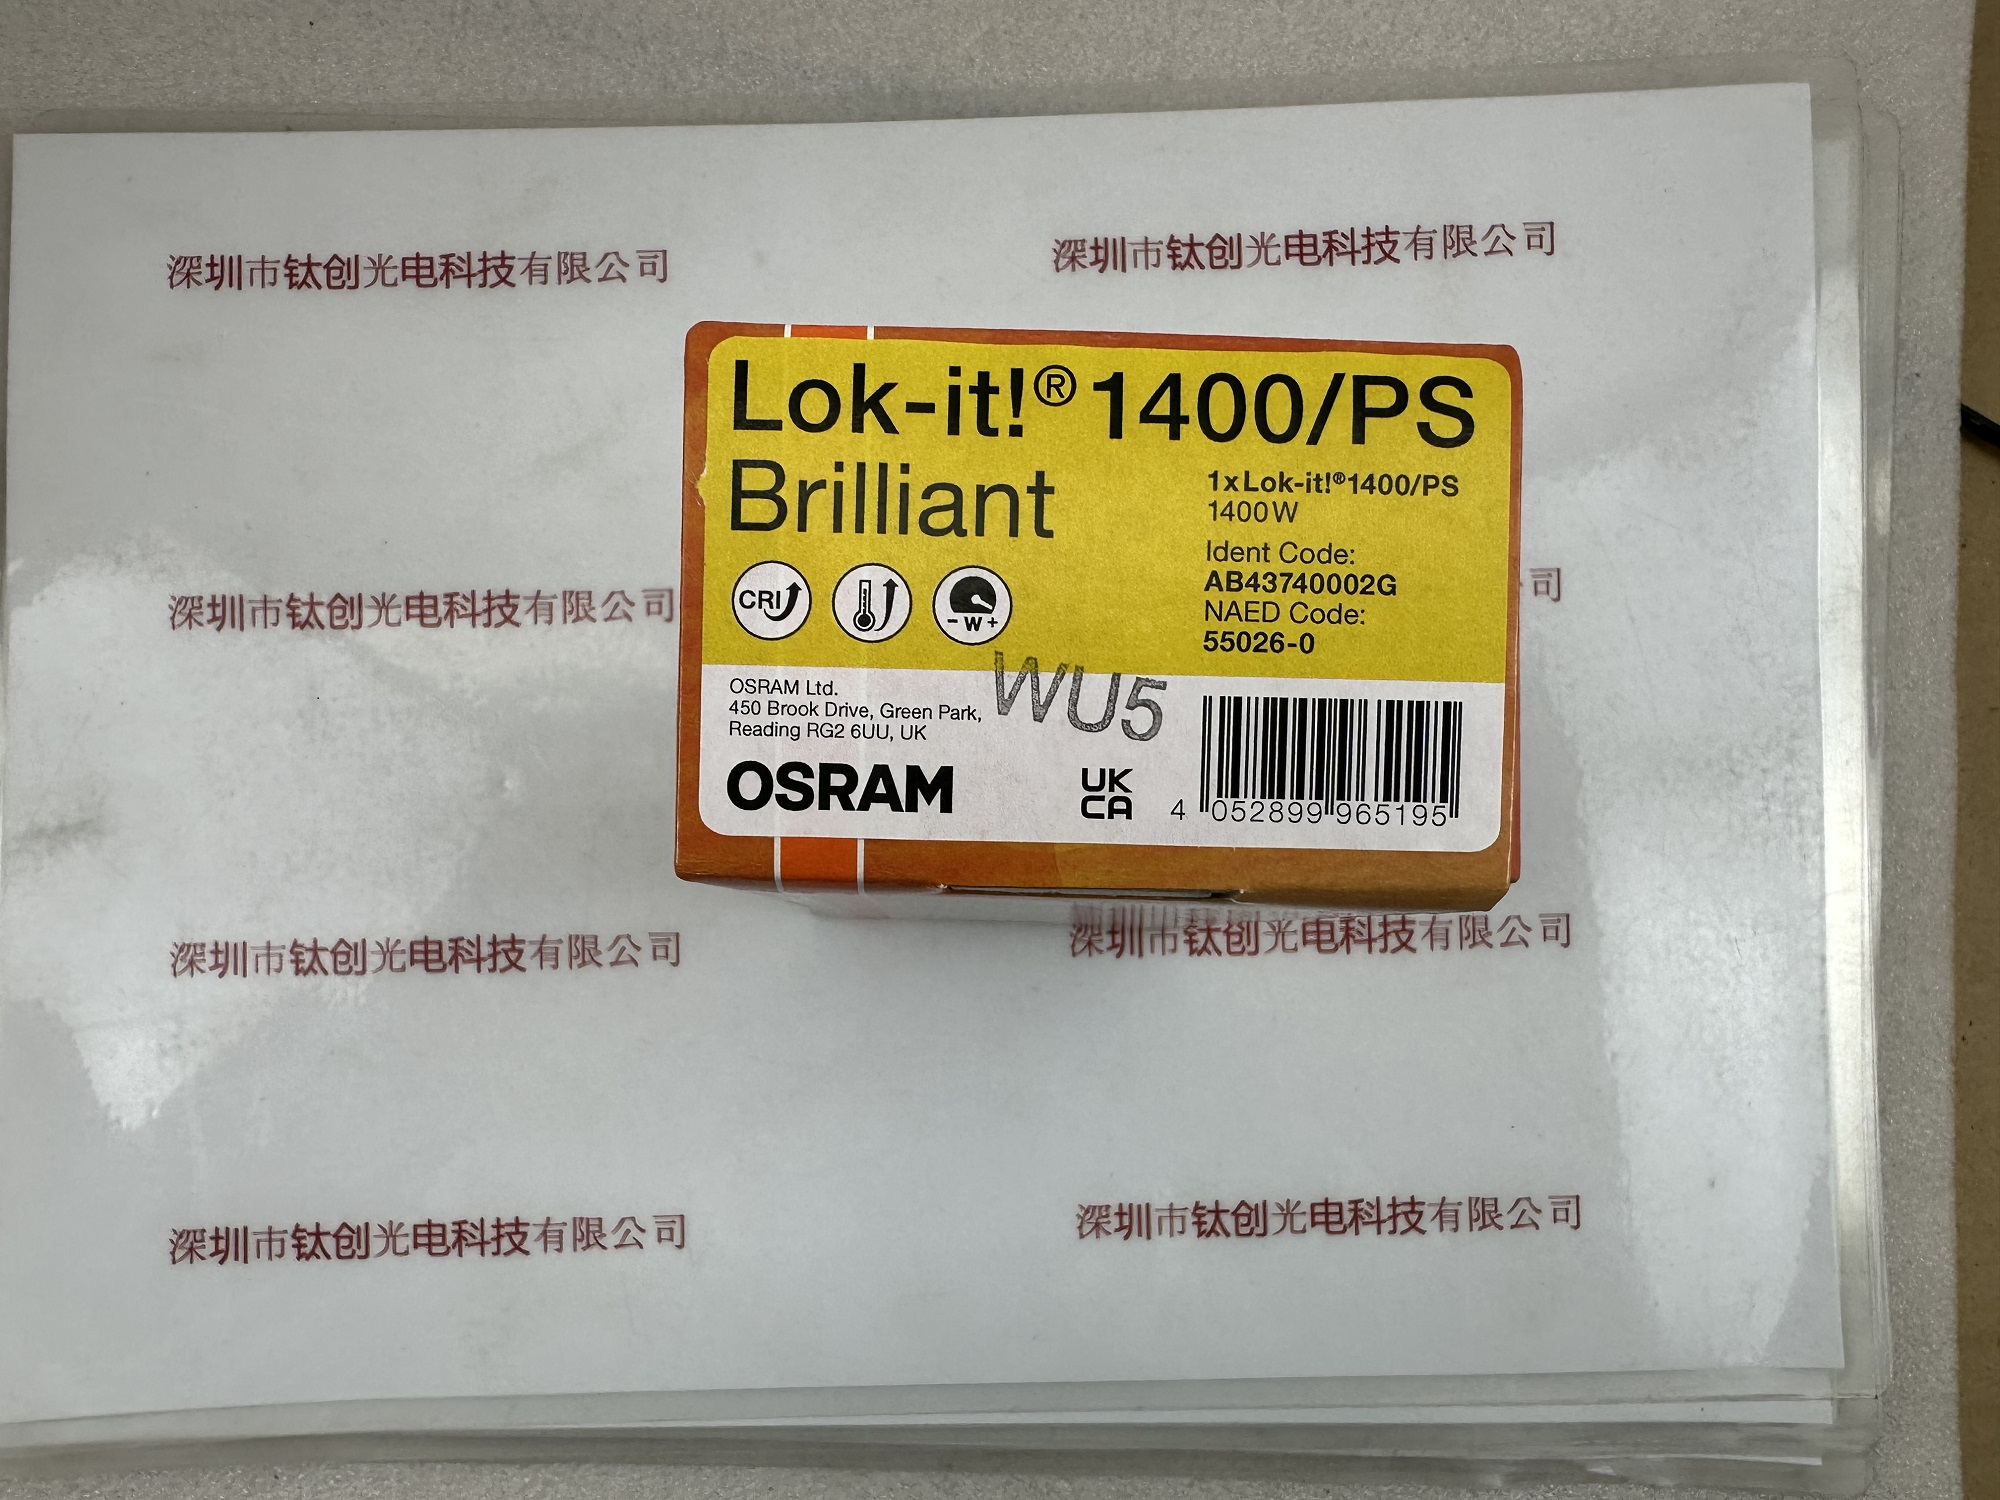 深圳市钛创光电科技有限公司
深圳市钛创光电科技有限公司
Lok-it!® 1400/PS
Brilliant
1xLok-it!®1400/PS
1400W
Ident Code:
AB43740002G
NAED Code:
55026-0
CRI
- W +
WU5
OSRAM Ltd.
450 Brook Drive, Green Park,
Reading RG2 6UU, UK
OSRAM
UK
CA
4 052899 965195
深圳市钛创光电科技有限公司
司
深圳市钛创光电科技有限公司
深圳市钛创光电科技有限公司
深圳市钛创光电科技有限公司
深圳市钛创光电科技有限公司